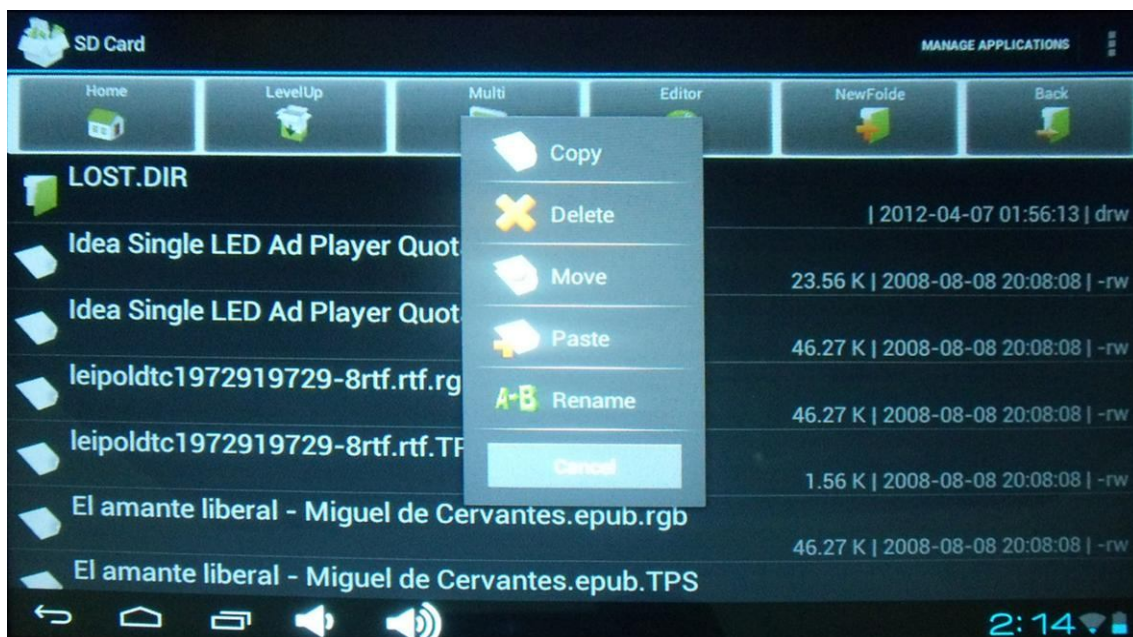 SD Card
MANAGE APPLICATIONS
Home
LevelUp
Multi
Editor
NewFolde
Back
LOST.DIR
| 2012-04-07 01:56:13 | drw
Idea Single LED Ad Player Quot
23.56 K | 2008-08-08 20:08:08 | -rw
Idea Single LED Ad Player Quot
46.27 K | 2008-08-08 20:08:08 | -rw
leipoldtc1972919729-8rtf.rtf.rg
46.27 K | 2008-08-08 20:08:08 | -rw
leipoldtc1972919729-8rtf.rtf.TP
1.56 K | 2008-08-08 20:08:08 | -rw
El amante liberal - Miguel de Cervantes.epub.rgb
46.27 K | 2008-08-08 20:08:08 | -rw
El amante liberal - Miguel de Cervantes.epub.TPS
Copy
Delete
Move
Paste
A-B Rename
Cancel
2:14